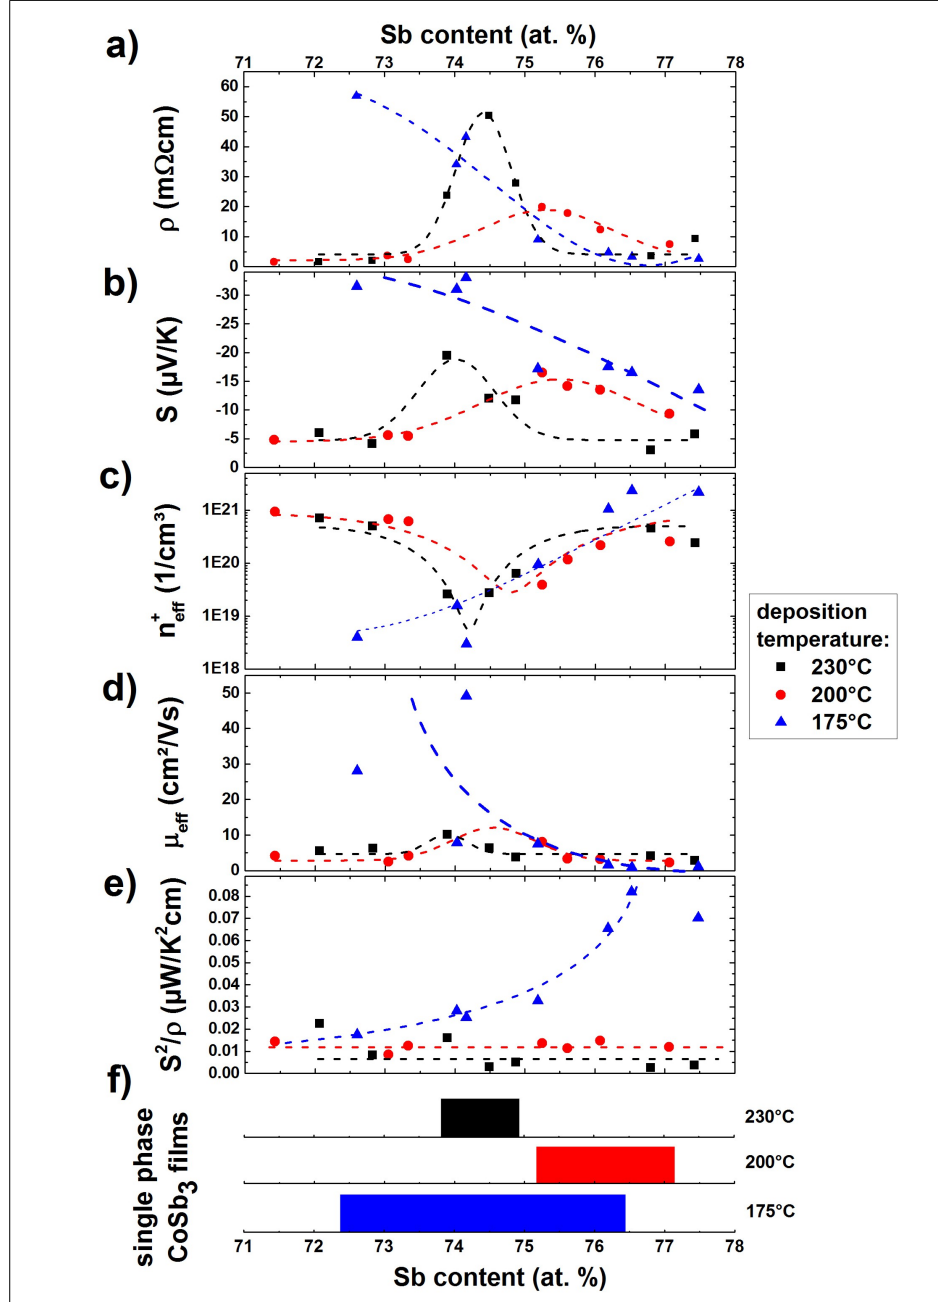 Sb content (at. %)
a)
71 72 73 74 75 76 77 78
60
50
40
30
20
10
0
ρ (mΩcm)
b)
-30
-25
-20
-15
-10
-5
0
S (µV/K)
c)
1E21
1E20
1E19
1E18
n+eff (1/cm³)
d)
50
40
30
20
10
0
µeff (cm²/Vs)
e)
0.08
0.07
0.06
0.05
0.04
0.03
0.02
0.01
0.00
S²/ρ (µW/K²cm)
deposition
temperature:
230°C
200°C
175°C
f)
single phase
CoSb₃ films
230°C
200°C
175°C
71 72 73 74 75 76 77 78
Sb content (at. %)